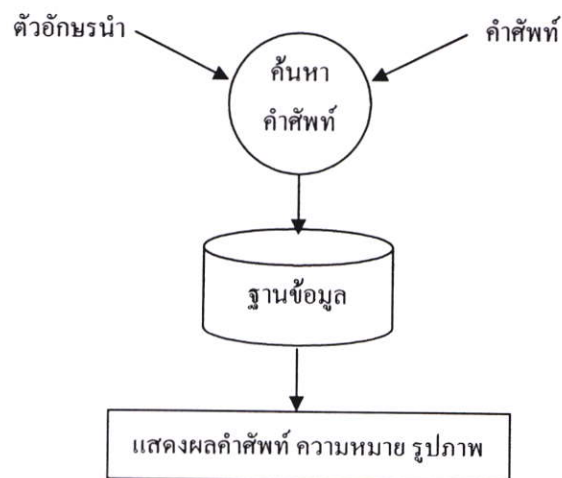 ตัวอักษรนำ
คำศัพท์
ค้นหา
คำศัพท์
ฐานข้อมูล
แสดงผลคำศัพท์ ความหมาย รูปภาพ